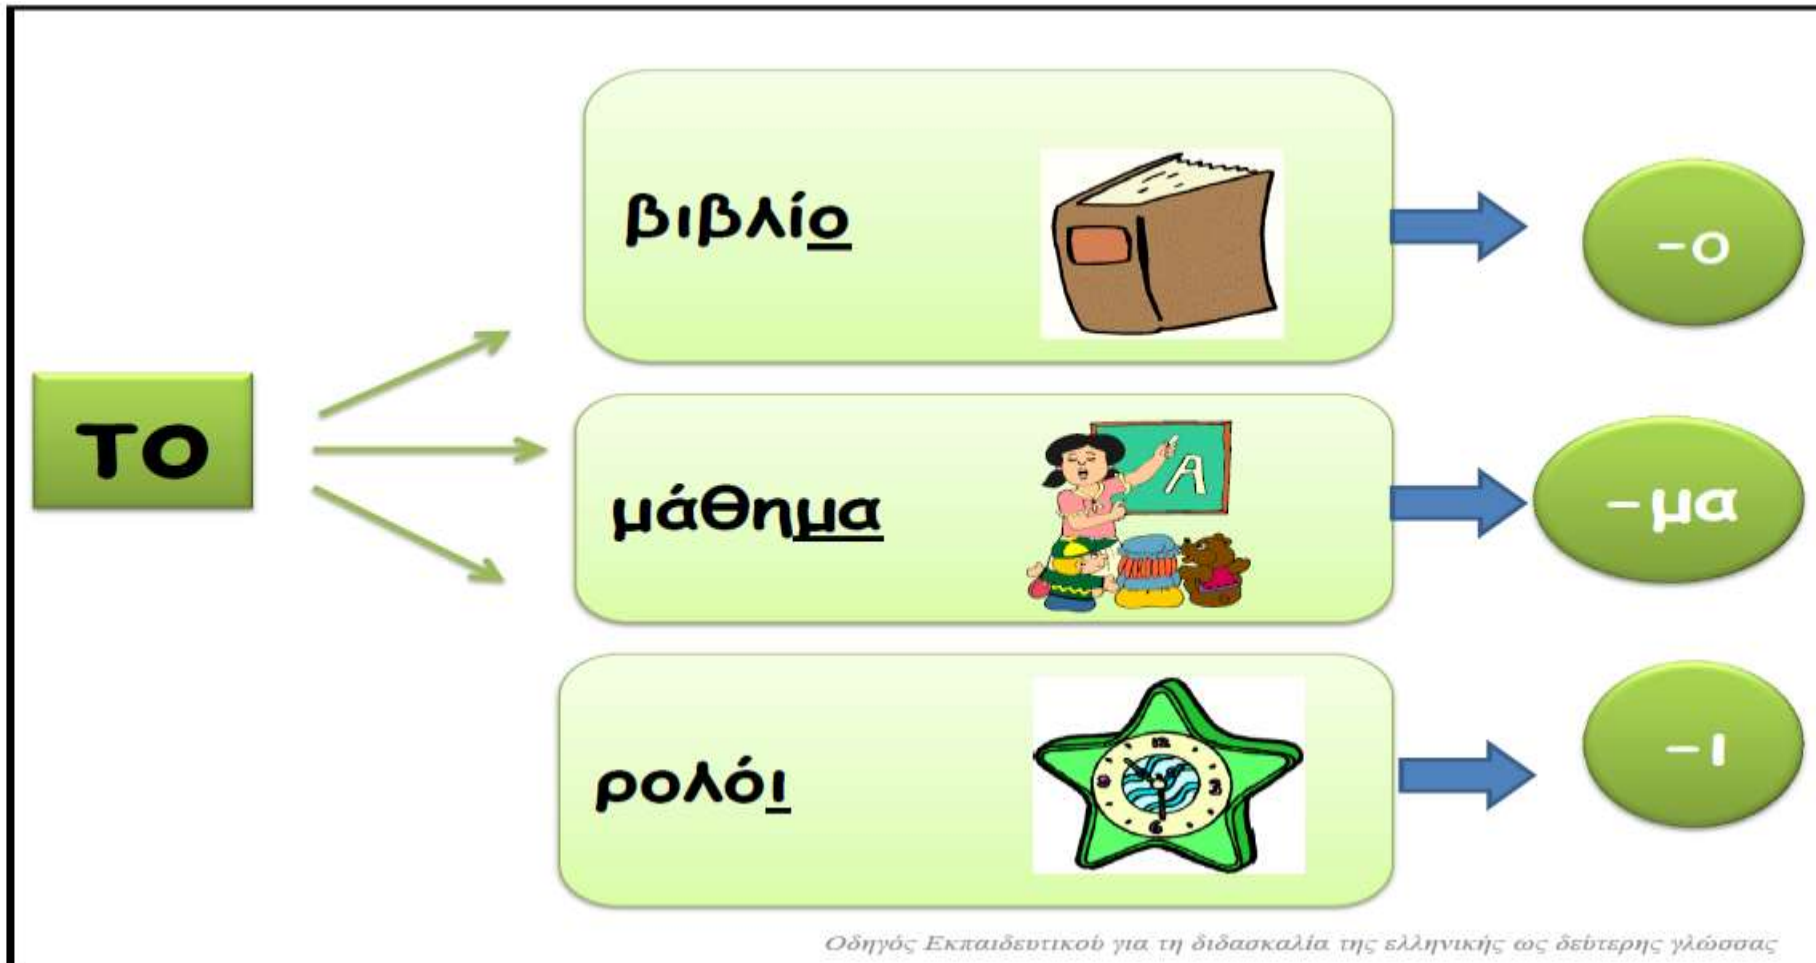 το
βιβλίο
-ο
μάθημα
Α
-μα
ρολόι
-ι
Οδηγός Εκπαιδευτικού για τη διδασκαλία της ελληνικής ως δεύτερης γλώσσας